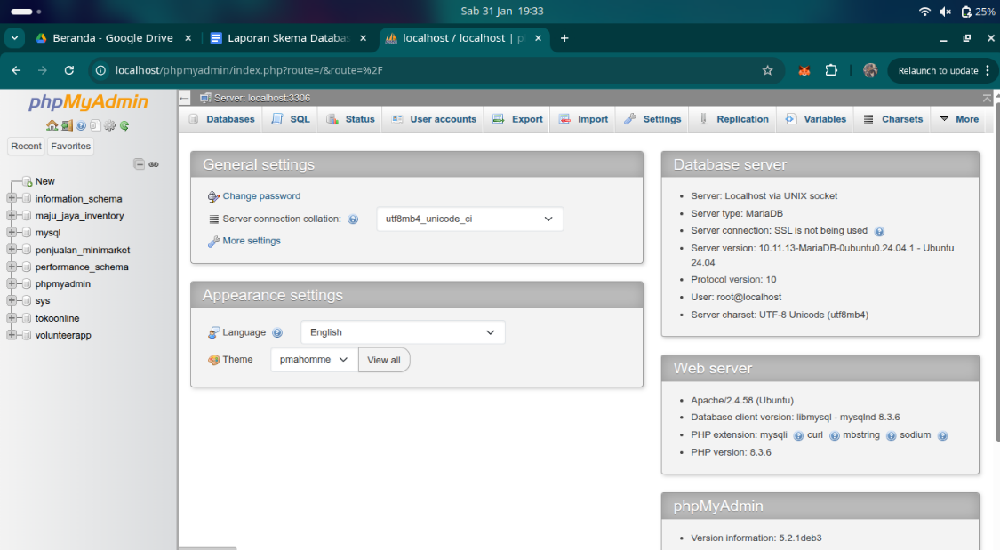 Sab 31 Jan 19:33
25%
Beranda - Google Drive
Laporan Skema Databas
localhost / localhost | p
localhost/phpmyadmin/index.php?route=/&route=%2F
Relaunch to update
phpMyAdmin
Recent
Favorites
New
information_schema
maju_jaya_inventory
mysql
penjualan_minimarket
performance_schema
phpmyadmin
sys
tokoonline
volunteerapp
Server: localhost:3306
Databases
SQL
Status
User accounts
Export
Import
Settings
Replication
Variables
Charsets
More
General settings
Change password
Server connection collation:
utf8mb4_unicode_ci
More settings
Appearance settings
Language
English
Theme
pmahomme
View all
Database server
Server: Localhost via UNIX socket
Server type: MariaDB
Server connection: SSL is not being used
Server version: 10.11.13-MariaDB-0ubuntu0.24.04.1 - Ubuntu
24.04
Protocol version: 10
User: root@localhost
Server charset: UTF-8 Unicode (utf8mb4)
Web server
Apache/2.4.58 (Ubuntu)
Database client version: libmysql - mysqlnd 8.3.6
PHP extension: mysqli curl mbstring sodium
PHP version: 8.3.6
phpMyAdmin
Version information: 5.2.1deb3